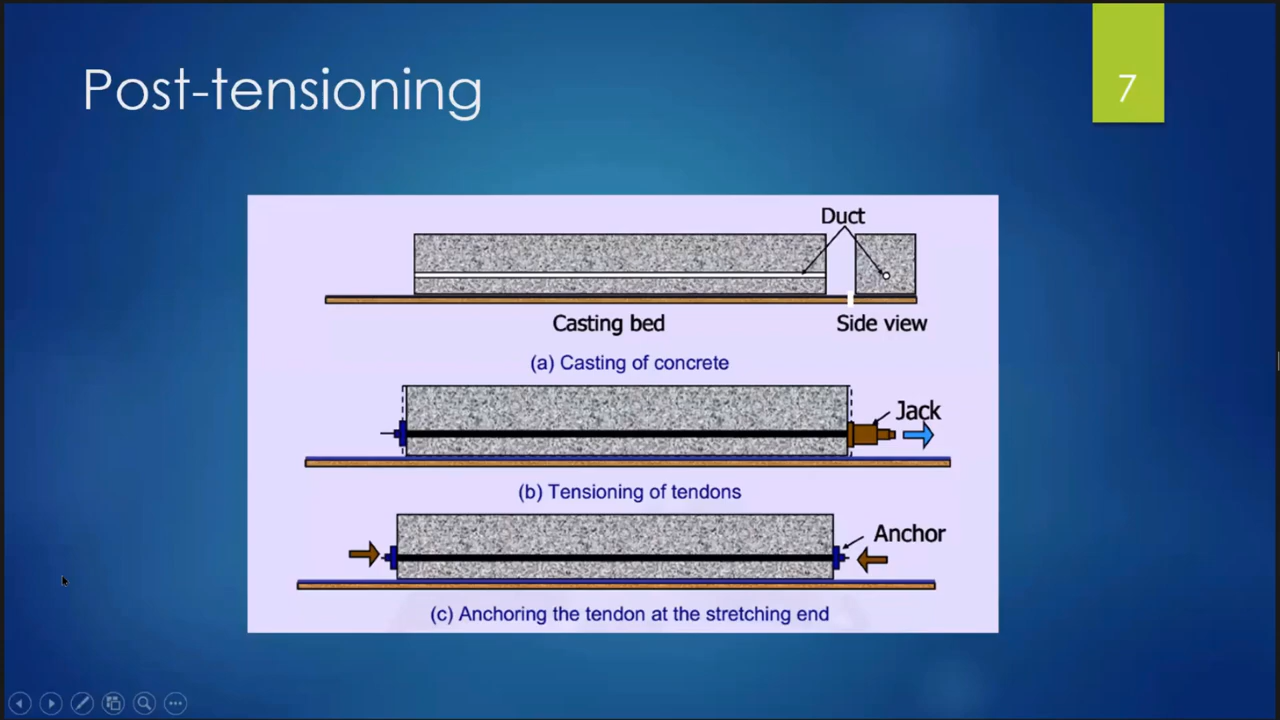 Post-tensioning
7
Duct
Casting bed
Side view
(a) Casting of concrete
Jack
(b) Tensioning of tendons
Anchor
(c) Anchoring the tendon at the stretching end